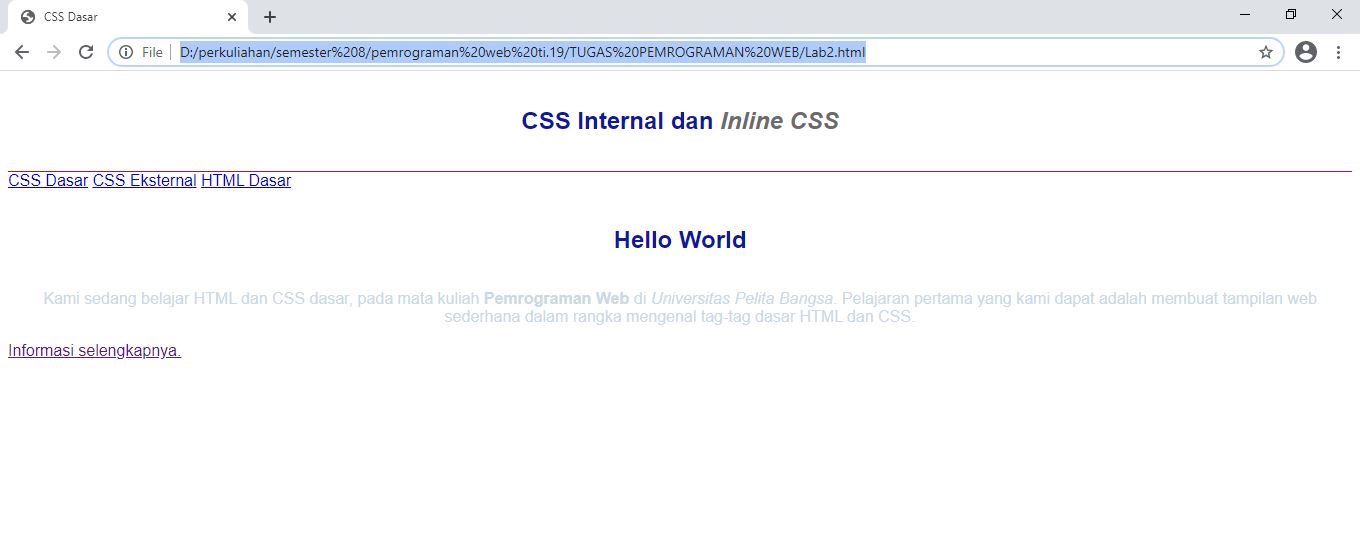 CSS Dasar
File D:/perkuliahan/semester%208/pemrograman%20web%20ti.19/TUGAS%20PEMROGRAMAN%20WEB/Lab2.html
CSS Internal dan Inline CSS
CSS Dasar CSS Eksternal HTML Dasar
Hello World
Kami sedang belajar HTML dan CSS dasar, pada mata kuliah Pemrograman Web di Universitas Pelita Bangsa. Pelajaran pertama yang kami dapat adalah membuat tampilan web
sederhana dalam rangka mengenal tag-tag dasar HTML dan CSS.
Informasi selengkapnya.